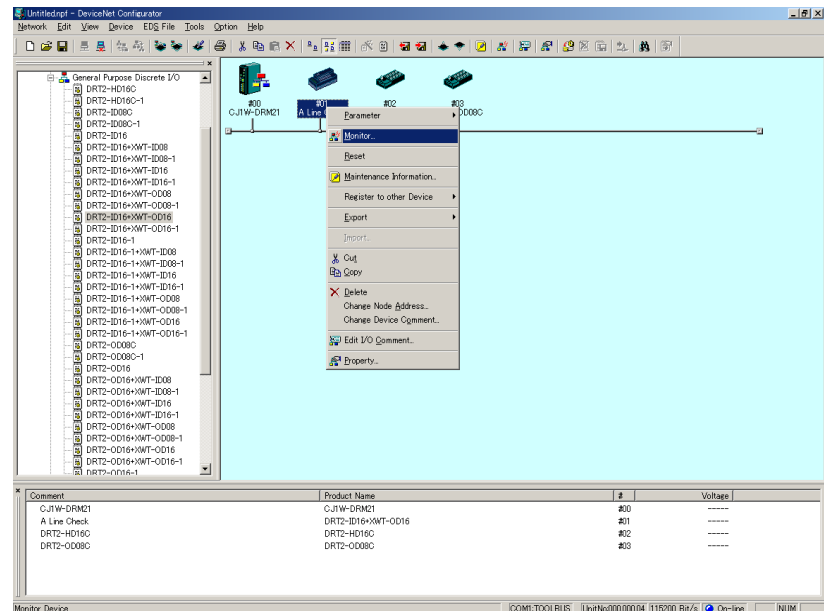 Untitled.npf - DeviceNet Configurator
Network Edit View Device EDS File Tools Option Help
General Purpose Discrete I/O
DRT2-HD16C
DRT2-HD16C-1
DRT2-ID08C
DRT2-ID08C-1
DRT2-ID16
DRT2-ID16+XWT-ID08
DRT2-ID16+XWT-ID08-1
DRT2-ID16+XWT-ID16
DRT2-ID16+XWT-ID16-1
DRT2-ID16+XWT-OD08
DRT2-ID16+XWT-OD08-1
DRT2-ID16+XWT-OD16
DRT2-ID16+XWT-OD16-1
DRT2-ID16-1
DRT2-ID16-1+XWT-ID08
DRT2-ID16-1+XWT-ID08-1
DRT2-ID16-1+XWT-ID16
DRT2-ID16-1+XWT-ID16-1
DRT2-ID16-1+XWT-OD08
DRT2-ID16-1+XWT-OD08-1
DRT2-ID16-1+XWT-OD16
DRT2-ID16-1+XWT-OD16-1
DRT2-OD08C
DRT2-OD08C-1
DRT2-OD16
DRT2-OD16+XWT-ID08
DRT2-OD16+XWT-ID08-1
DRT2-OD16+XWT-ID16
DRT2-OD16+XWT-ID16-1
DRT2-OD16+XWT-OD08
DRT2-OD16+XWT-OD08-1
DRT2-OD16+XWT-OD16
DRT2-OD16+XWT-OD16-1
DRT2-OD16-1
#00 #01 #02 #03
CJ1W-DRM21 A Line OD08C
Parameter
Monitor...
Reset
Maintenance Information...
Register to other Device
Export
Import...
Cut
Copy
Delete
Change Node Address...
Change Device Comment...
Edit I/O Comment...
Property...
Comment Product Name # Voltage
CJ1W-DRM21 CJ1W-DRM21 #00 -----
A Line Check DRT2-ID16+XWT-OD16 #01 -----
DRT2-HD16C DRT2-HD16C #02 -----
DRT2-OD08C DRT2-OD08C #03 -----
Monitor Device COM1:TOOLBUS UnitNo:000,000,04 115200 Bit/s On-line NUM